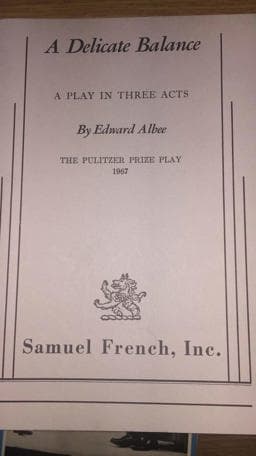 A Delicate Balance
A PLAY IN THREE ACTS
By Edward Albee
THE PULITZER PRIZE PLAY
1967
Samuel French, Inc.